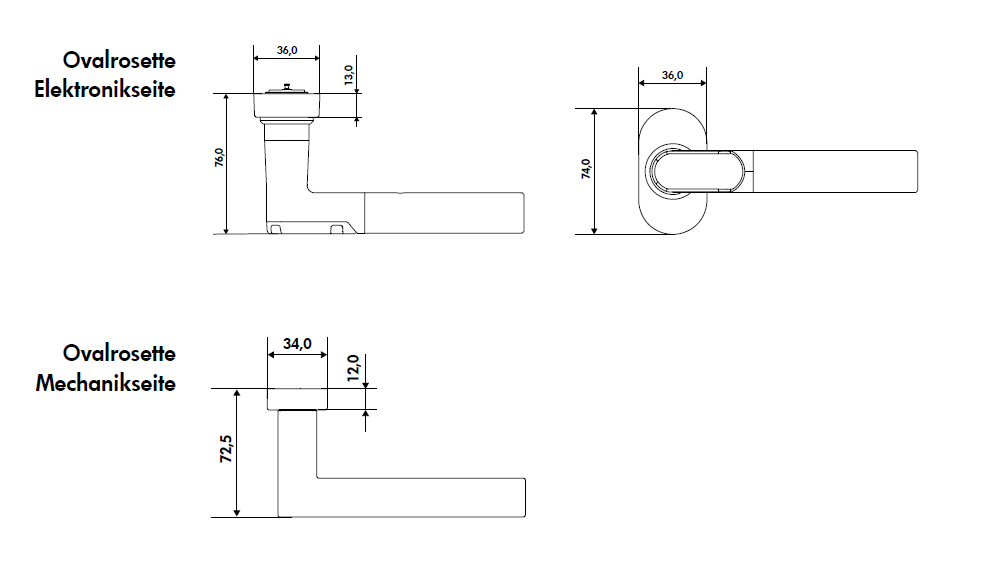 Ovalrosette
Elektronikseite
36,0
13,0
76,0
36,0
74,0
Ovalrosette
Mechanikseite
34,0
12,0
72,5